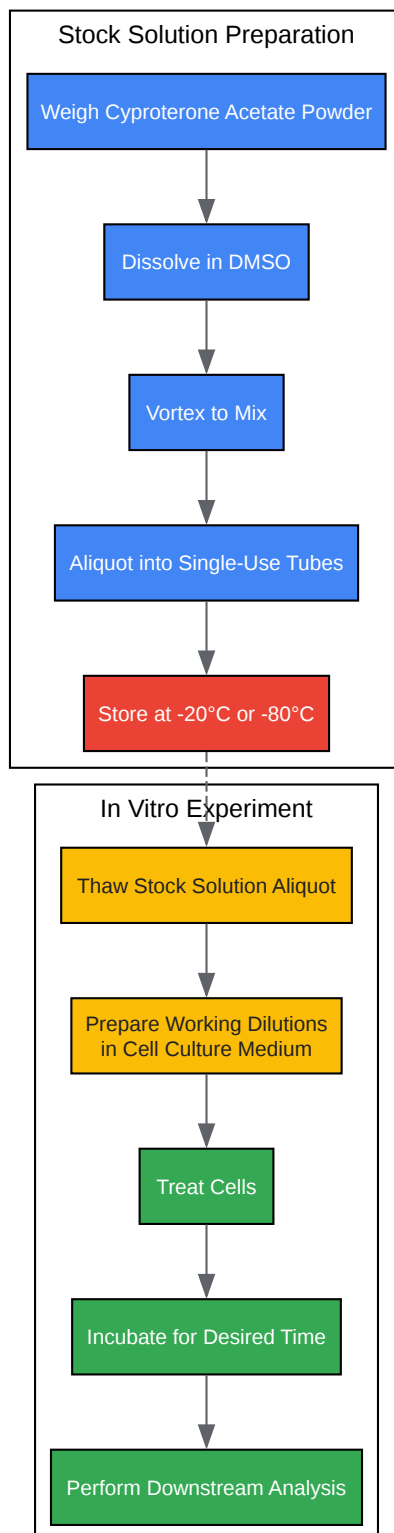 Stock Solution Preparation
Weigh Cyproterone Acetate Powder
Dissolve in DMSO
Vortex to Mix
Aliquot into Single-Use Tubes
Store at -20°C or -80°C
In Vitro Experiment
Thaw Stock Solution Aliquot
Prepare Working Dilutions
in Cell Culture Medium
Treat Cells
Incubate for Desired Time
Perform Downstream Analysis